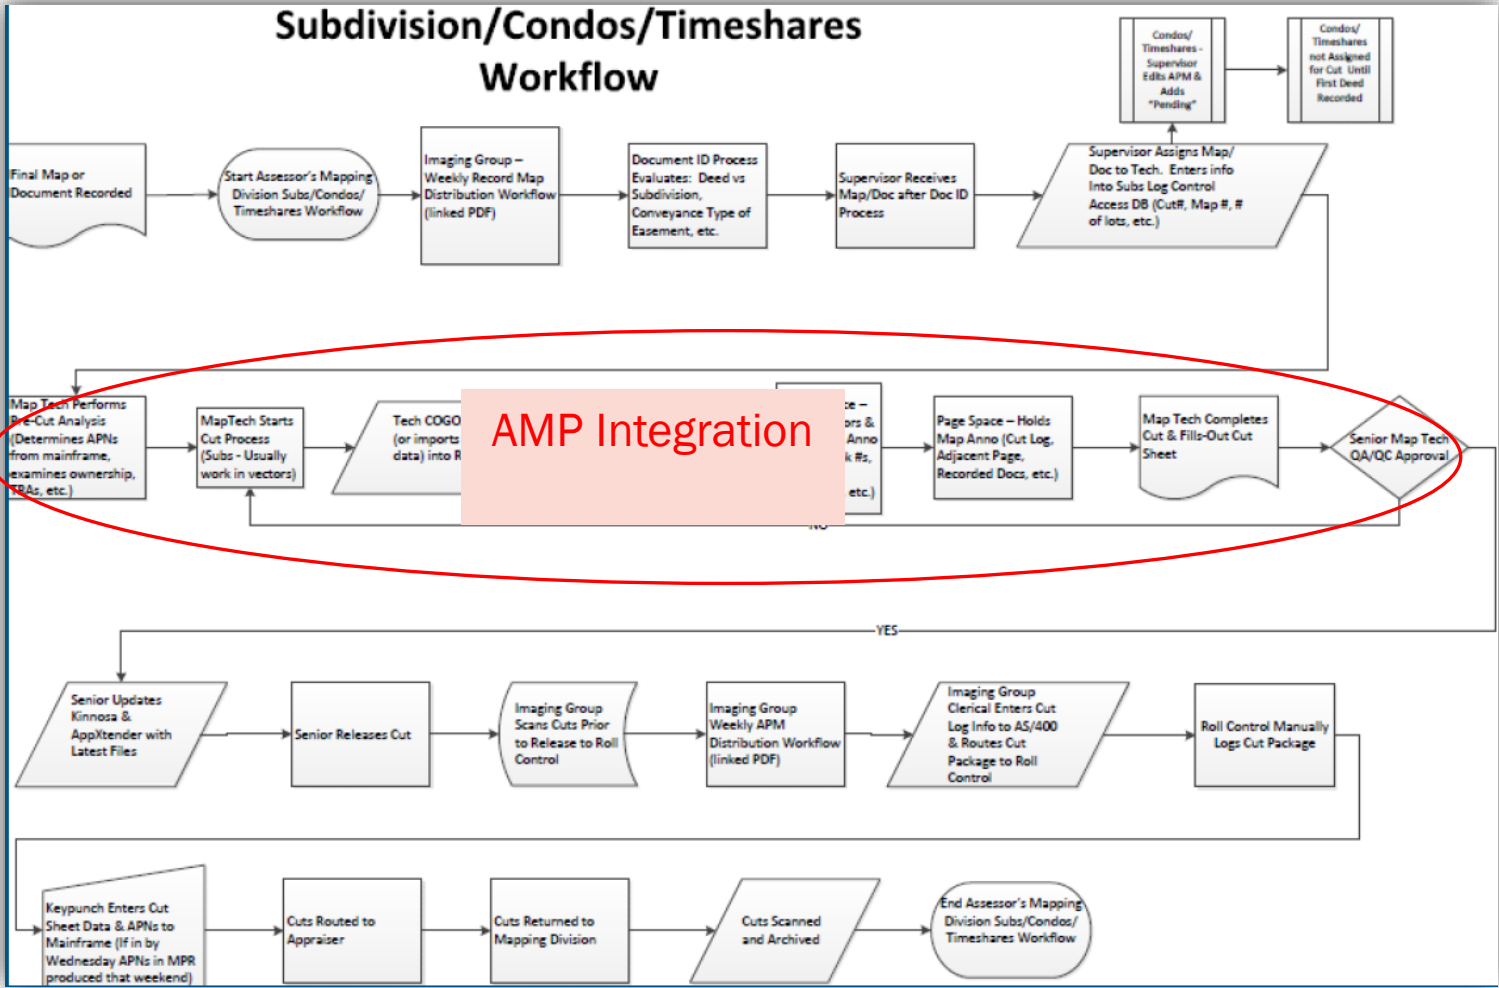 Subdivision/Condos/Timeshares
Workflow
Condos/
Timeshares -
Supervisor
Edits APM &
Adds
"Pending"
Condos/
Timeshares
not Assigned
for Cut Until
First Deed
Recorded
Final Map or
Document Recorded
Start Assessor's Mapping
Division Subs/Condos/
Timeshares Workflow
Imaging Group –
Weekly Record Map
Distribution Workflow
(linked PDF)
Document ID Process
Evaluates: Deed vs
Subdivision,
Conveyance Type of
Easement, etc.
Supervisor Receives
Map/Doc after Doc ID
Process
Supervisor Assigns Map/
Doc to Tech. Enters info
Into Subs Log Control
Access DB (Cut#, Map #, #
of lots, etc.)
Map Tech Performs
Pre-Cut Analysis
(Determines APNs
from mainframe,
examines ownership,
TRAs, etc.)
MapTech Starts
Cut Process
(Subs - Usually
work in vectors)
Tech COGO
(or imports
data) into
AMP Integration
Anno
k #s,
etc.)
Page Space – Holds
Map Anno (Cut Log,
Adjacent Page,
Recorded Docs, etc.)
Map Tech Completes
Cut & Fills-Out Cut
Sheet
Senior Map Tech
QA/QC Approval
NO
YES
Senior Updates
Kinnosa &
AppXtender with
Latest Files
Senior Releases Cut
Imaging Group
Scans Cuts Prior
to Release to Roll
Control
Imaging Group
Weekly APM
Distribution Workflow
(linked PDF)
Imaging Group
Clerical Enters Cut
Log Info to AS/400
& Routes Cut
Package to Roll
Control
Roll Control Manually
Logs Cut Package
Keypunch Enters Cut
Sheet Data & APNs to
Mainframe (If in by
Wednesday APNs in MPR
produced that weekend)
Cuts Routed to
Appraiser
Cuts Returned to
Mapping Division
Cuts Scanned
and Archived
End Assessor's Mapping
Division Subs/Condos/
Timeshares Workflow